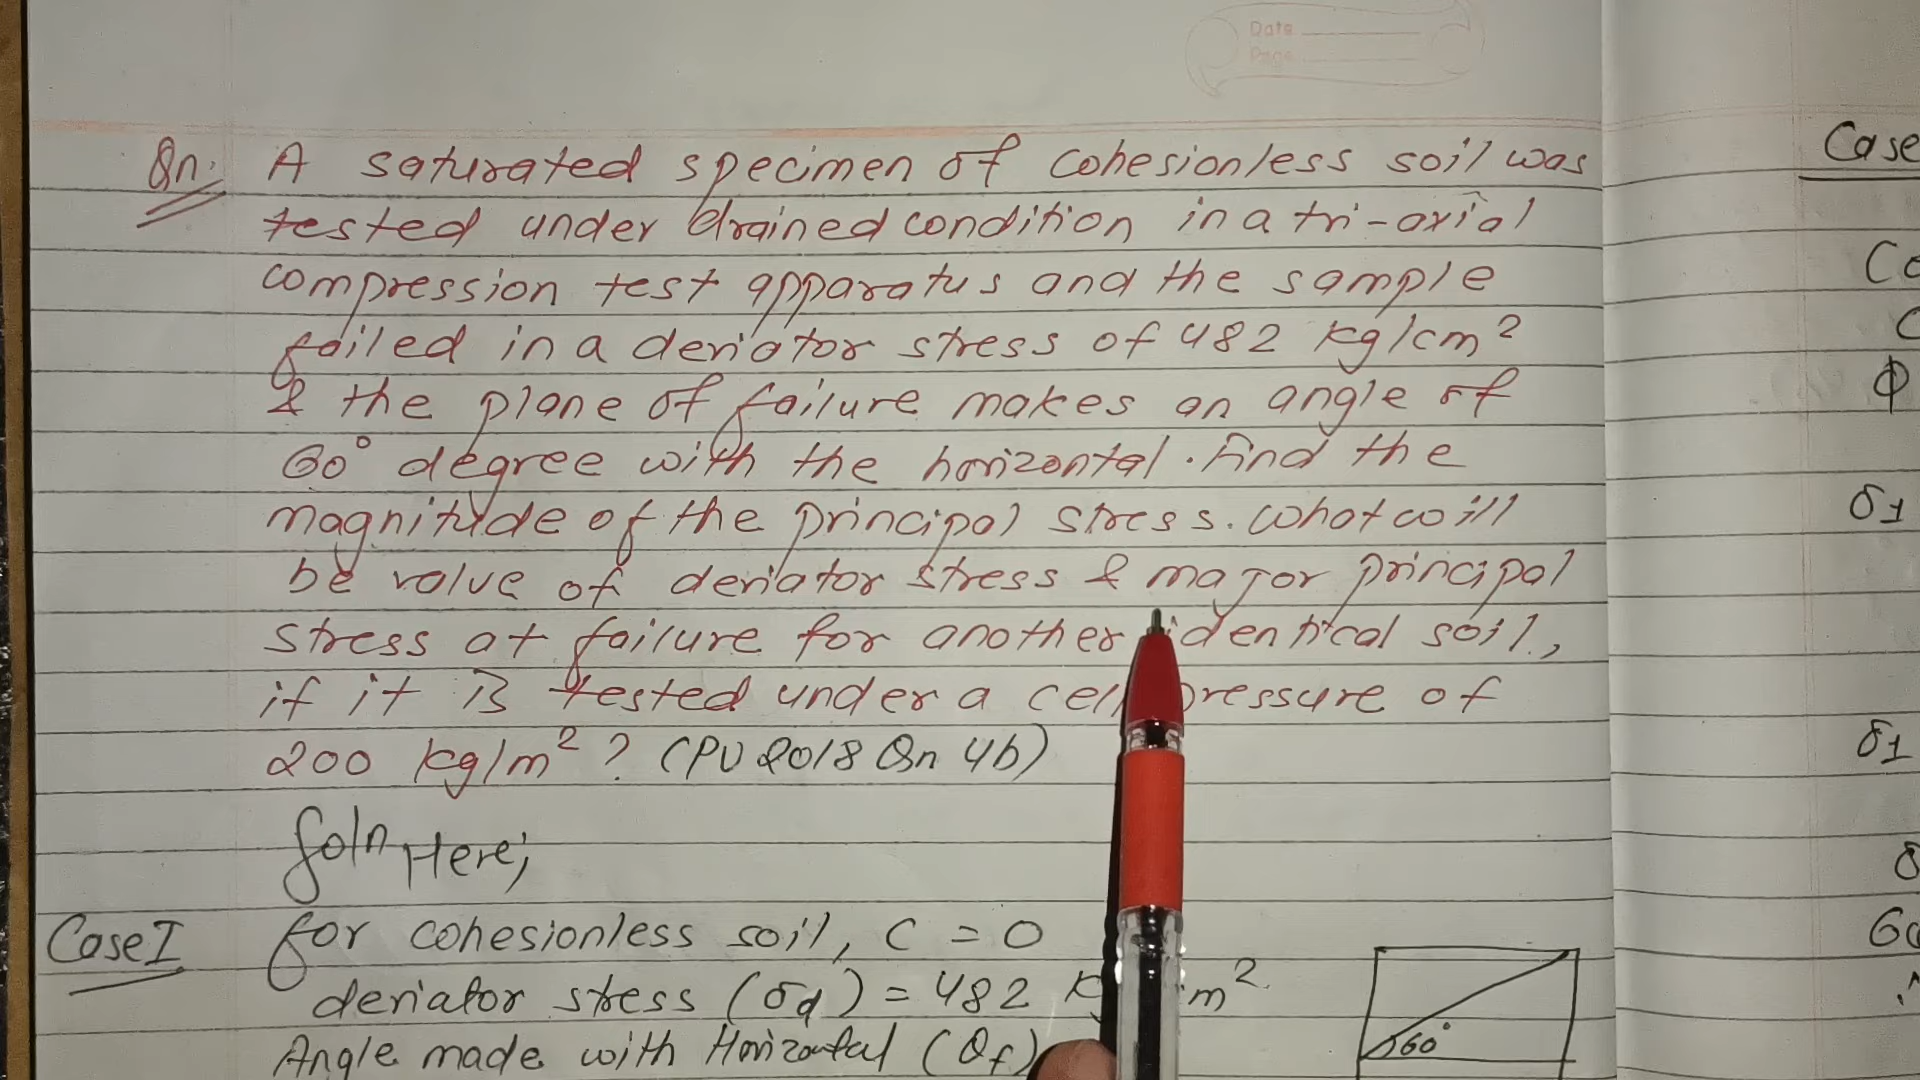 Date
Page
Qn: A saturated specimen of cohesionless soil was
tested under drained condition in a tri-axial
compression test apparatus and the sample
failed in a deviator stress of 482 kg/cm²
& the plane of failure makes an angle of
60° degree with the horizontal. Find the
magnitude of the principal stress. What will
be value of deviator stress & major principal
stress at failure for another identical soil,
if it is tested under a cell pressure of
200 kg/m² ? (PU 2018 Qn 4b)
Soln Here;
Case I for cohesionless soil, C = 0
deviator stress (σd) = 482 m²
Angle made with Horizontal (θf)
60°
Case
ϕ
σ1
σ1